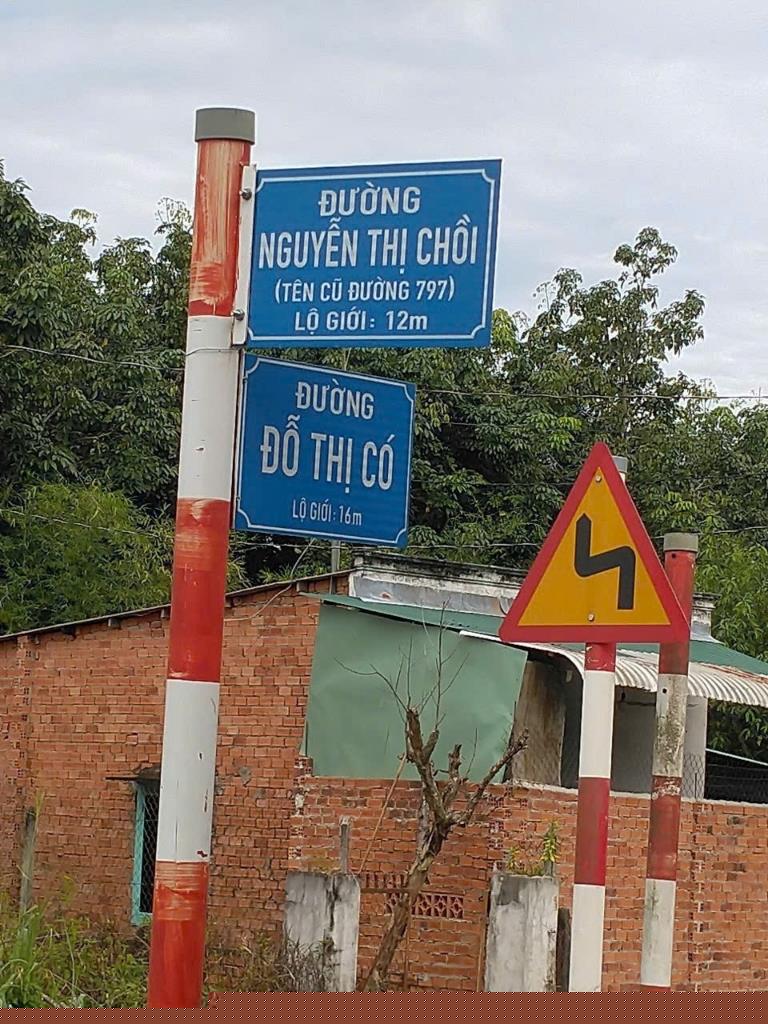 ĐƯỜNG
NGUYỄN THỊ CHỒI
(TÊN CŨ ĐƯỜNG 797)
LỘ GIỚI: 12m
ĐƯỜNG
ĐỖ THỊ CÓ
LỘ GIỚI: 16m